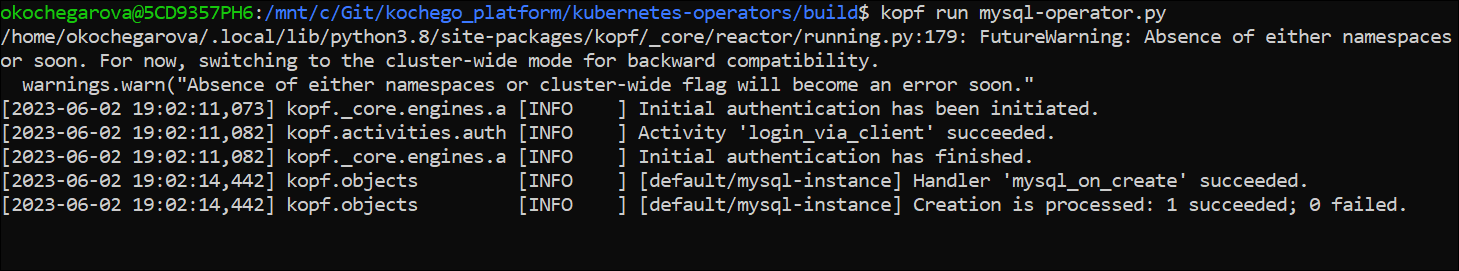 okochegarova@5CD9357PH6:/mnt/c/Git/kochego_platform/kubernetes-operators/build$ kopf run mysql-operator.py
/home/okochegarova/.local/lib/python3.8/site-packages/kopf/_core/reactor/running.py:179: FutureWarning: Absence of either namespaces
or soon. For now, switching to the cluster-wide mode for backward compatibility.
  warnings.warn("Absence of either namespaces or cluster-wide flag will become an error soon."
[2023-06-02 19:02:11,073] kopf._core.engines.a [INFO    ] Initial authentication has been initiated.
[2023-06-02 19:02:11,082] kopf.activities.auth [INFO    ] Activity 'login_via_client' succeeded.
[2023-06-02 19:02:11,082] kopf._core.engines.a [INFO    ] Initial authentication has finished.
[2023-06-02 19:02:14,442] kopf.objects         [INFO    ] [default/mysql-instance] Handler 'mysql_on_create' succeeded.
[2023-06-02 19:02:14,442] kopf.objects         [INFO    ] [default/mysql-instance] Creation is processed: 1 succeeded; 0 failed.